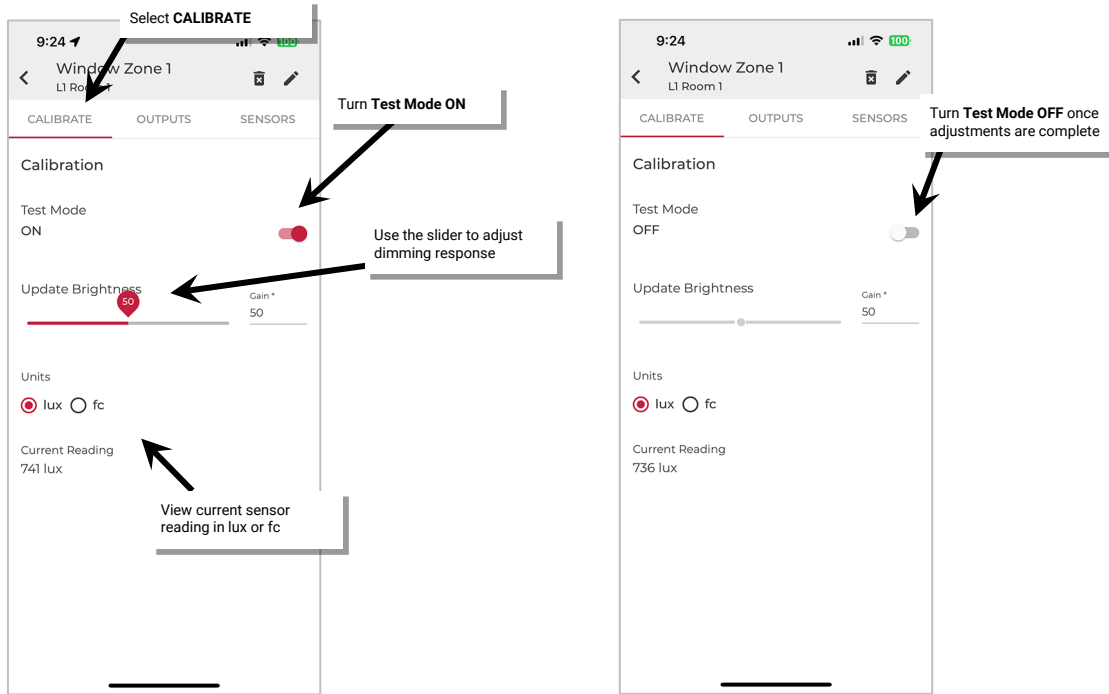 Select CALIBRATE
9:24
100
Window Zone 1
L1 Room 1
CALIBRATE OUTPUTS SENSORS
Calibration
Test Mode
ON
Update Brightness
50
Gain *
50
Units
lux fc
Current Reading
741 lux
Turn Test Mode ON
Use the slider to adjust
dimming response
View current sensor
reading in lux or fc
9:24
100
Window Zone 1
L1 Room 1
CALIBRATE OUTPUTS SENSORS
Calibration
Test Mode
OFF
Update Brightness
Gain *
50
Units
lux fc
Current Reading
736 lux
Turn Test Mode OFF once
adjustments are complete